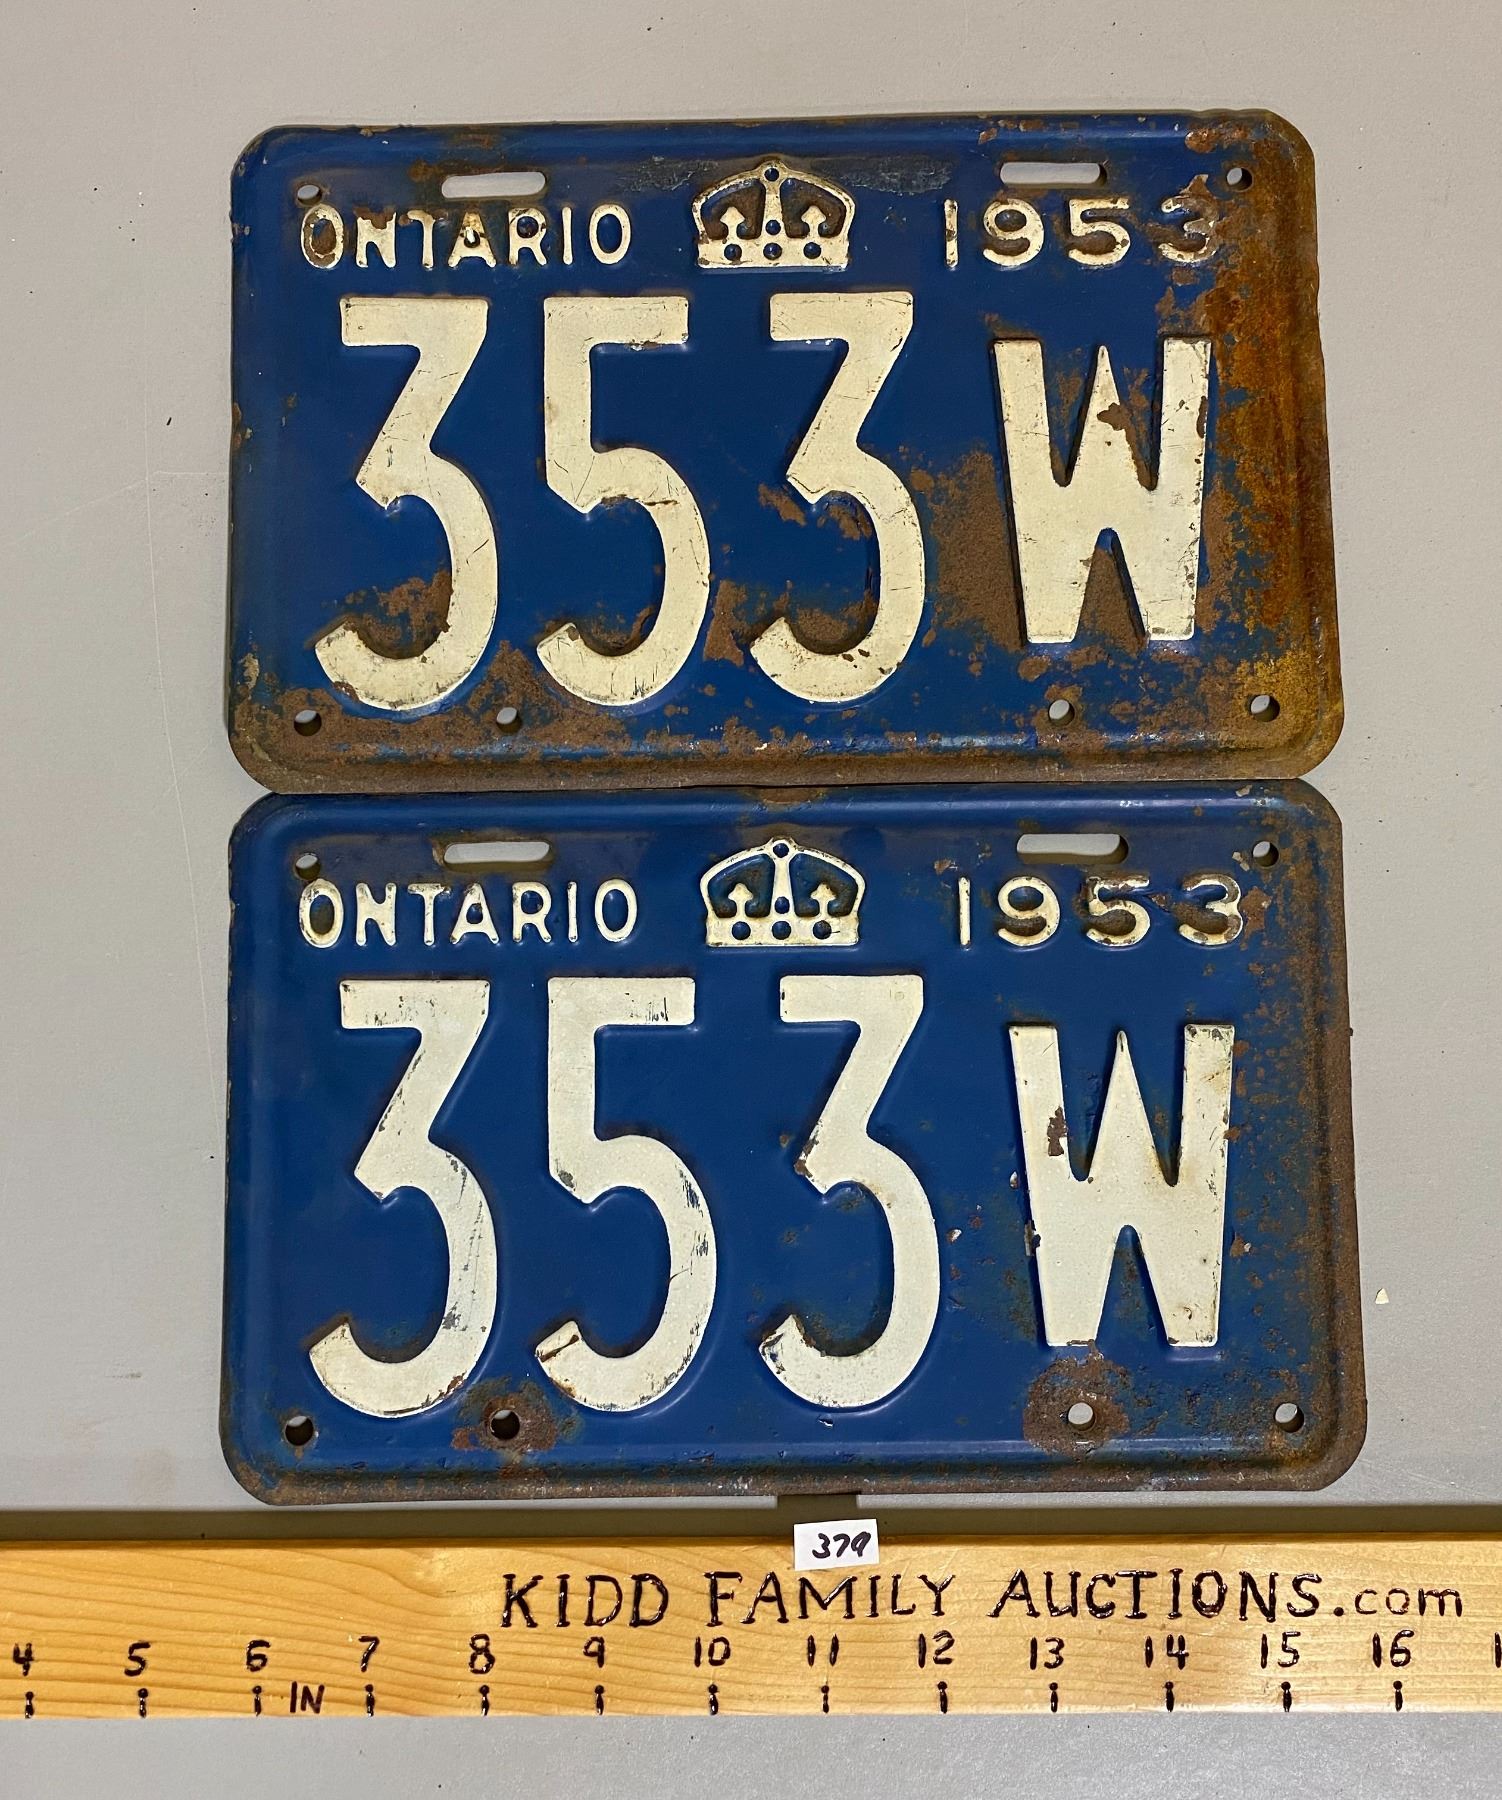 ONTARIO 1953
353W
ONTARIO 1953
353W
379
KIDD FAMILY AUCTIONS.com
4 5 6 7 8 9 10 11 12 13 14 15 16
IN